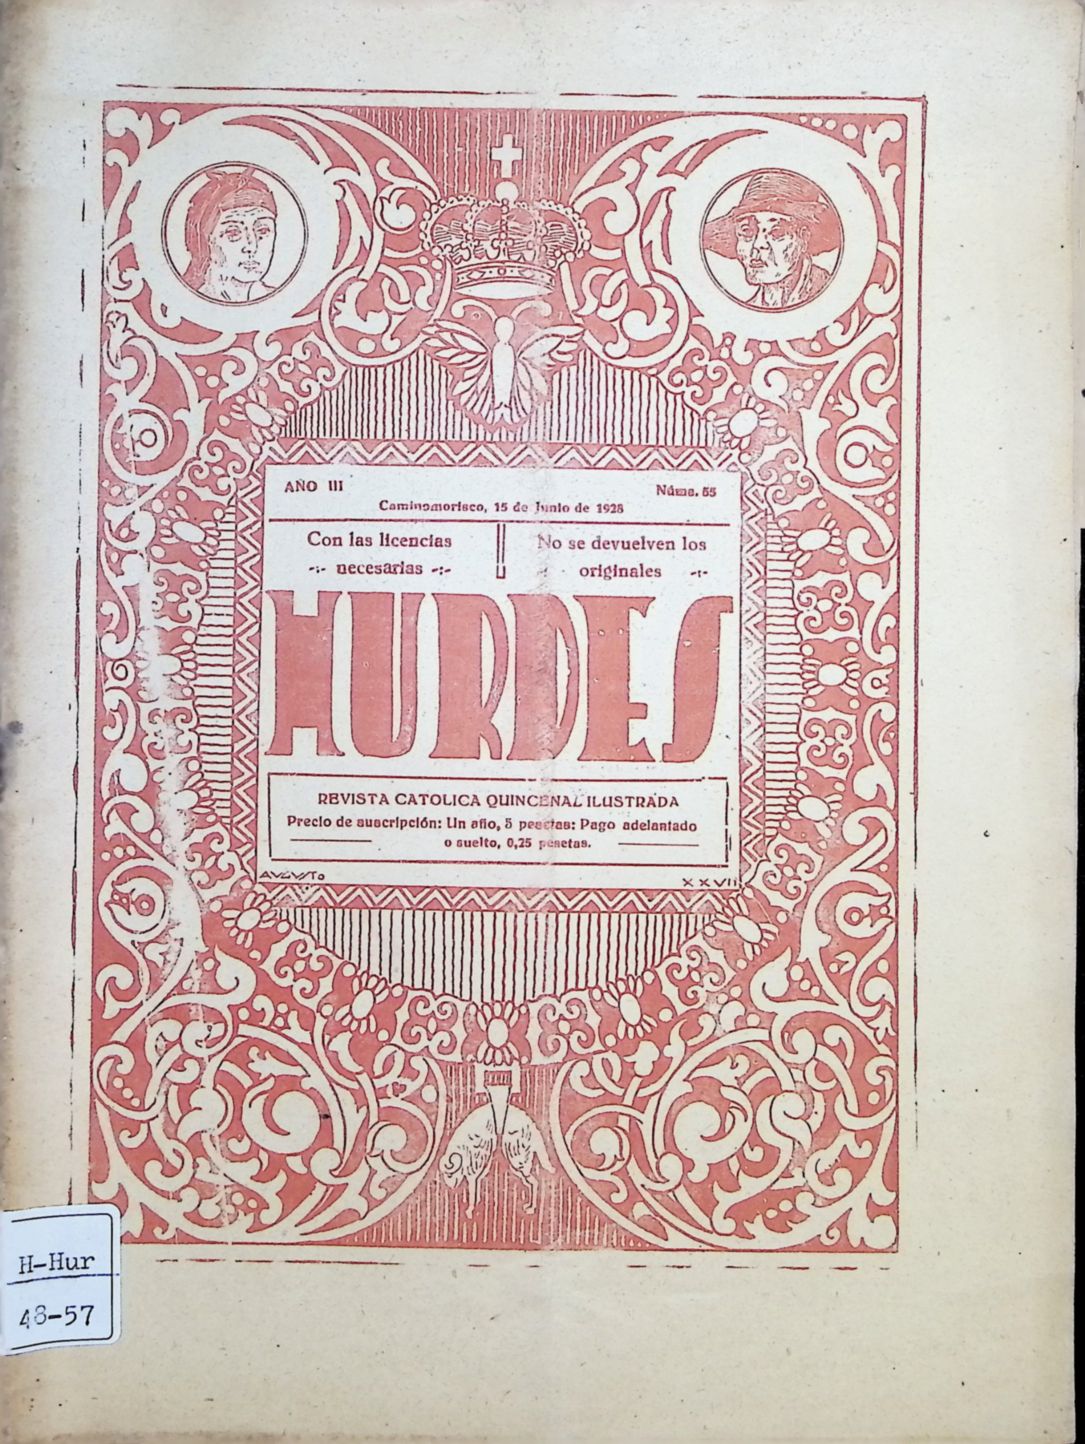 AÑO III
Núms. 55
Caminomorisco, 15 de Junio de 1928
Con las licencias
-:- necesarias -:-
No se devuelven los
originales
HURDES
REVISTA CATOLICA QUINCENAL ILUSTRADA
Precio de suscripción: Un año, 5 pesetas: Pago adelantado
o suelto, 0,25 pesetas.
AVGVSTO
XXVII
H-Hur
48-57